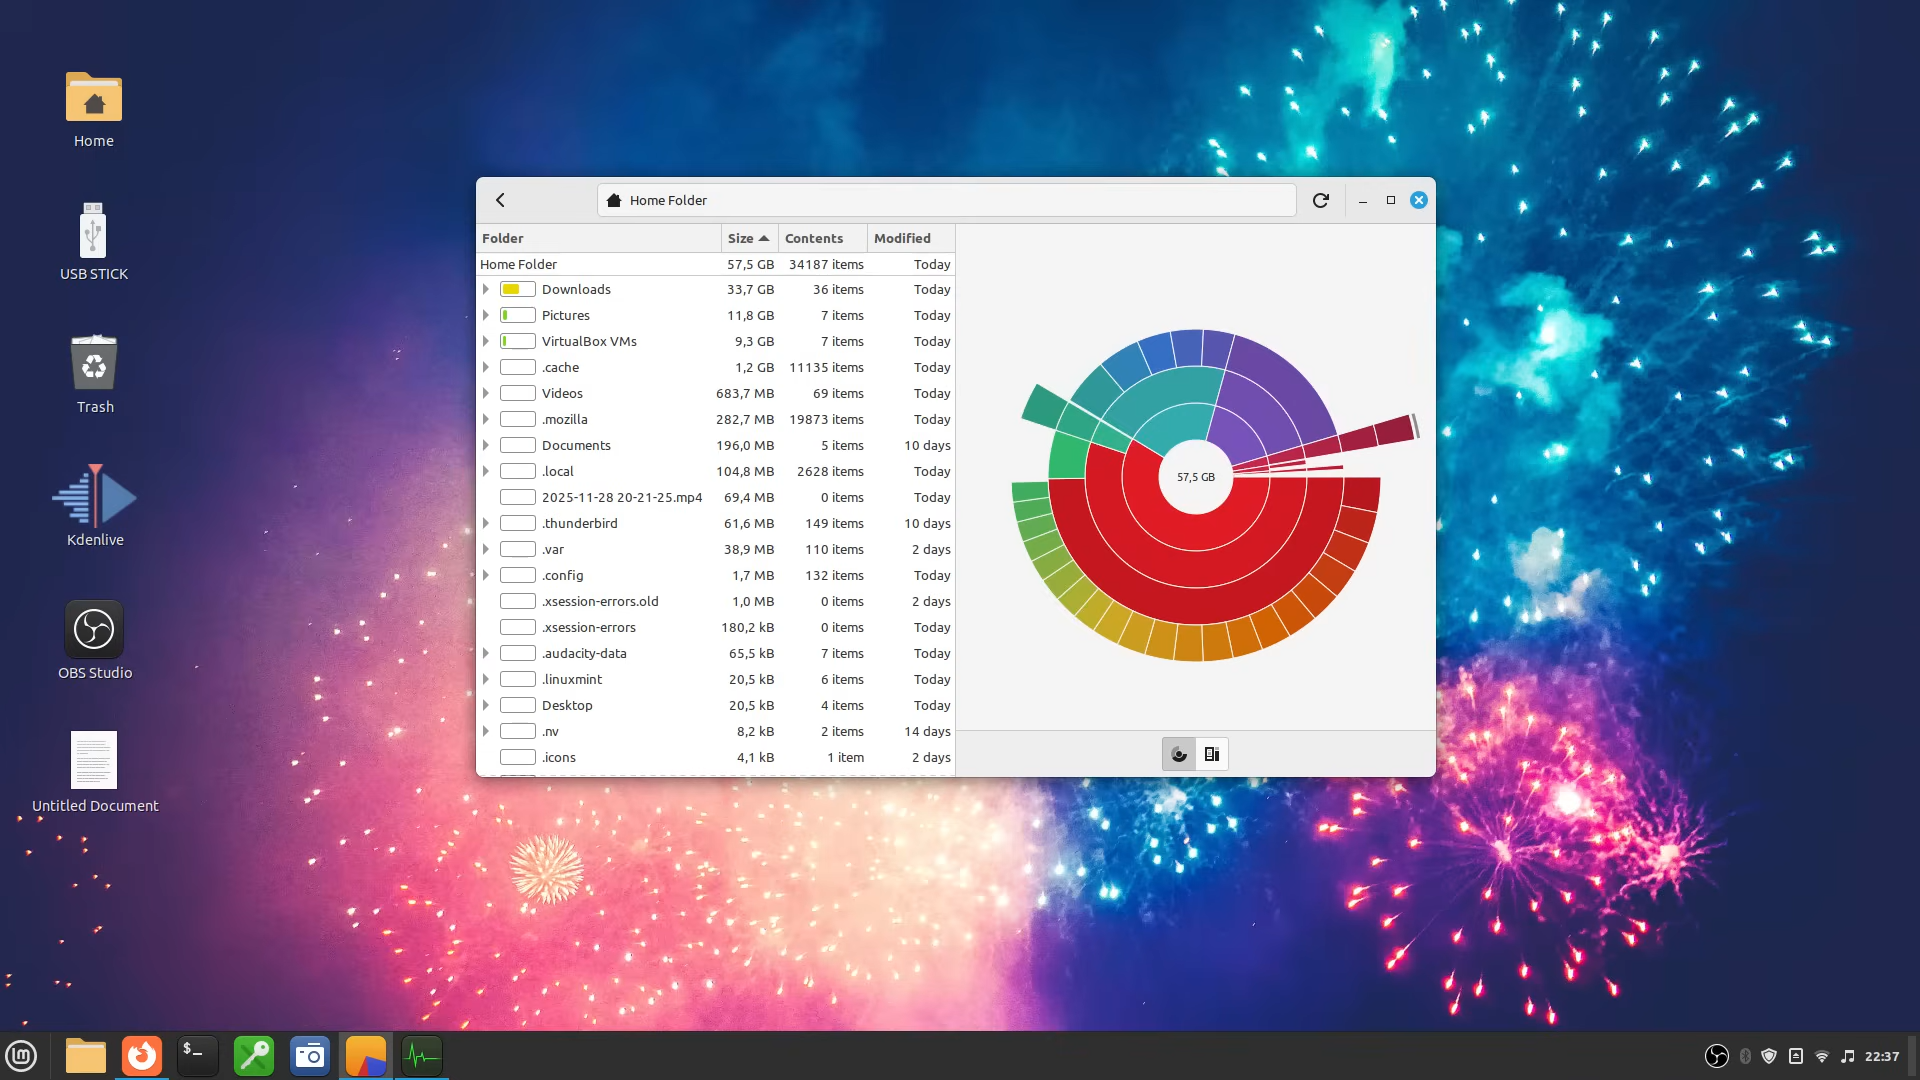 Home
USB STICK
Trash
Kdenlive
OBS Studio
Untitled Document
Home Folder
Folder Size Contents Modified
Home Folder 57,5 GB 34187 items Today
Downloads 33,7 GB 36 items Today
Pictures 11,8 GB 7 items Today
VirtualBox VMs 9,3 GB 7 items Today
.cache 1,2 GB 11135 items Today
Videos 683,7 MB 69 items Today
.mozilla 282,7 MB 19873 items Today
Documents 196,0 MB 5 items 10 days
.local 104,8 MB 2628 items Today
2025-11-28 20-21-25.mp4 69,4 MB 0 items Today
.thunderbird 61,6 MB 149 items 10 days
.var 38,9 MB 110 items 2 days
.config 1,7 MB 132 items Today
.xsession-errors.old 1,0 MB 0 items 2 days
.xsession-errors 180,2 kB 0 items Today
.audacity-data 65,5 kB 7 items Today
.linuxmint 20,5 kB 6 items Today
Desktop 20,5 kB 4 items Today
.nv 8,2 kB 2 items 14 days
.icons 4,1 kB 1 item 2 days
57,5 GB
$_
22:37